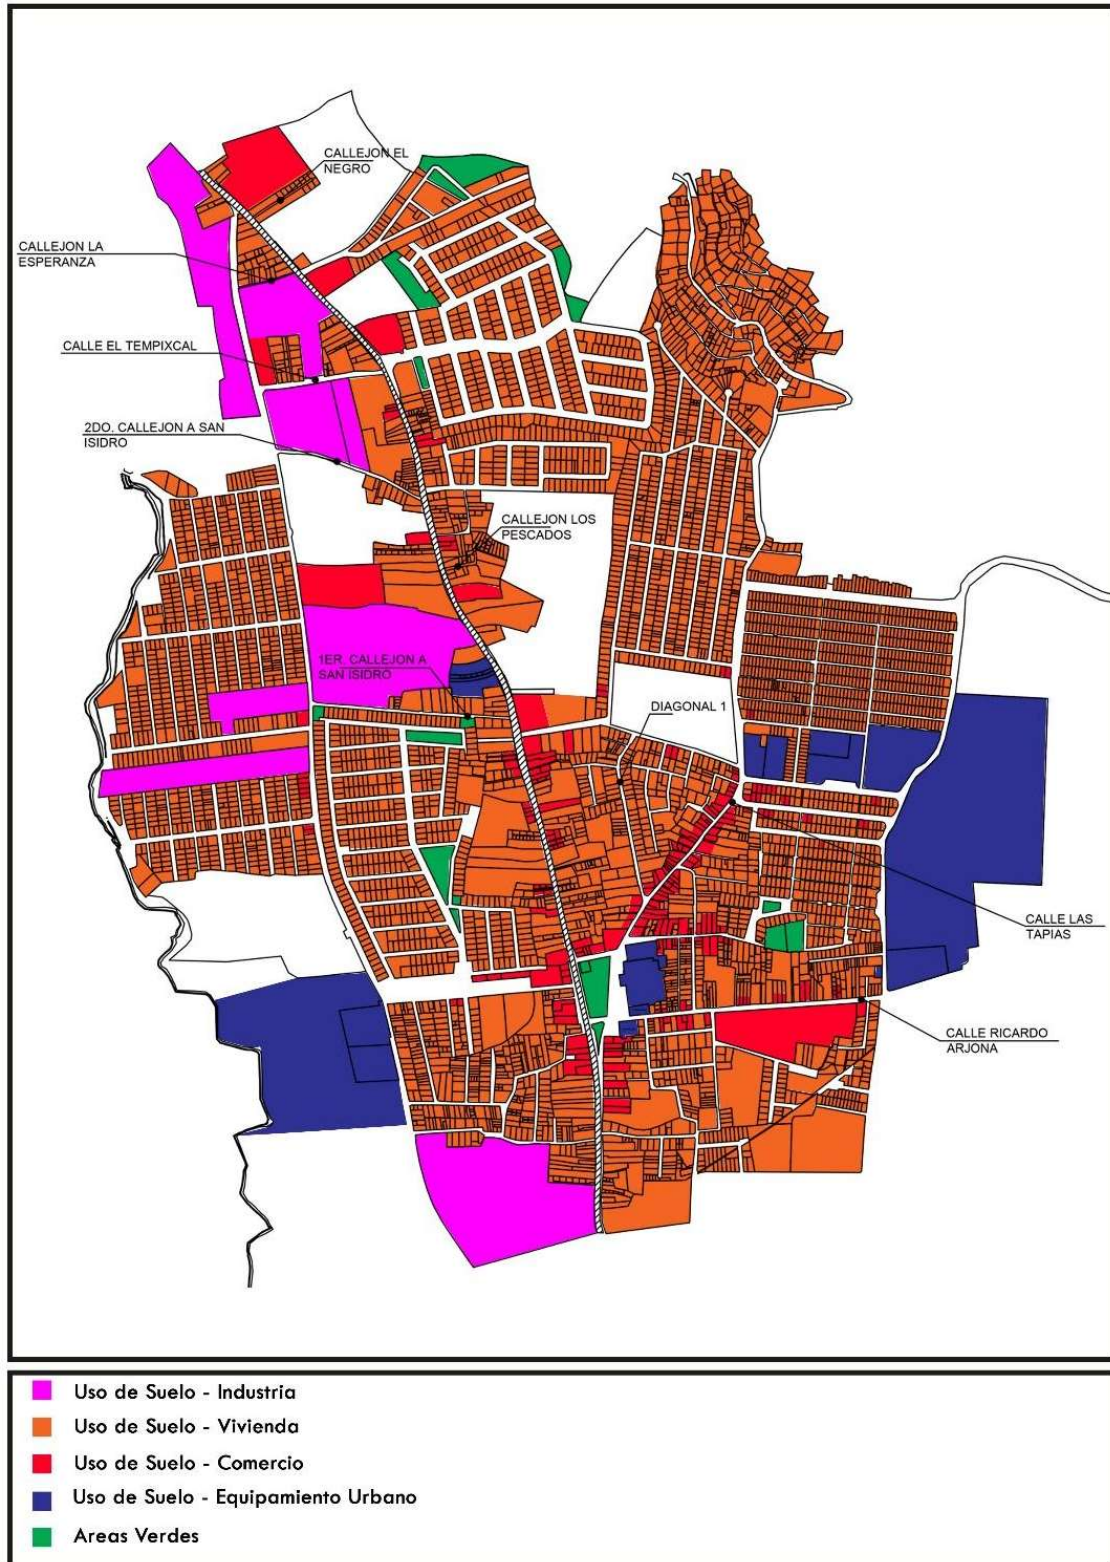 CALLEJON EL
NEGRO
CALLEJON LA
ESPERANZA
CALLE EL TEMPIXCAL
2DO. CALLEJON A SAN
ISIDRO
CALLEJON LOS
PESCADOS
1ER. CALLEJON A
SAN ISIDRO
DIAGONAL 1
CALLE LAS
TAPIAS
CALLE RICARDO
ARJONA
Uso de Suelo - Industria
Uso de Suelo - Vivienda
Uso de Suelo - Comercio
Uso de Suelo - Equipamiento Urbano
Areas Verdes